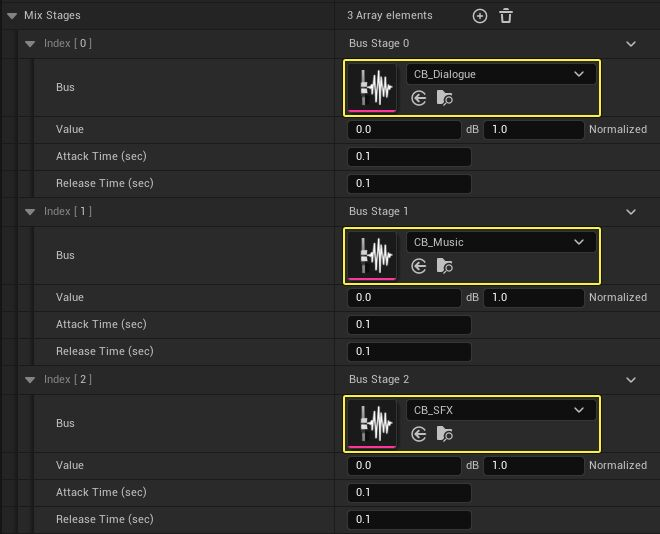 Mix Stages 3 Array elements
Index [ 0 ] Bus Stage 0
CB_Dialogue
Bus
Value 0.0 dB 1.0 Normalized
Attack Time (sec) 0.1
Release Time (sec) 0.1
Index [ 1 ] Bus Stage 1
CB_Music
Bus
Value 0.0 dB 1.0 Normalized
Attack Time (sec) 0.1
Release Time (sec) 0.1
Index [ 2 ] Bus Stage 2
CB_SFX
Bus
Value 0.0 dB 1.0 Normalized
Attack Time (sec) 0.1
Release Time (sec) 0.1